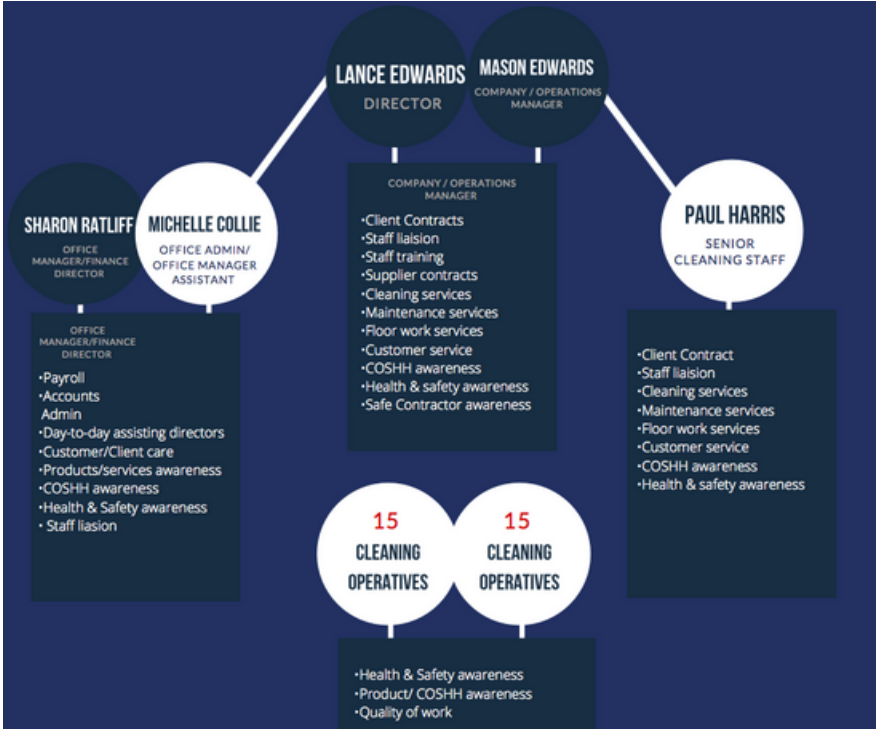 LANCE EDWARDS
DIRECTOR
MASON EDWARDS
COMPANY / OPERATIONS
MANAGER
SHARON RATLIFF
OFFICE
MANAGER/FINANCE
DIRECTOR
MICHELLE COLLIE
OFFICE ADMIN/
OFFICE MANAGER
ASSISTANT
PAUL HARRIS
SENIOR
CLEANING STAFF
COMPANY / OPERATIONS
MANAGER
•Client Contracts
•Staff liaision
•Staff training
•Supplier contracts
•Cleaning services
•Maintenance services
•Floor work services
•Customer service
•COSHH awareness
•Health & safety awareness
•Safe Contractor awareness
OFFICE
MANAGER/FINANCE
DIRECTOR
•Payroll
•Accounts
Admin
•Day-to-day assisting directors
•Customer/Client care
•Products/services awareness
•COSHH awareness
•Health & Safety awareness
• Staff liasion
•Client Contract
•Staff liaision
•Cleaning services
•Maintenance services
•Floor work services
•Customer service
•COSHH awareness
•Health & safety awareness
15
CLEANING
OPERATIVES
15
CLEANING
OPERATIVES
•Health & Safety awareness
•Product/ COSHH awareness
•Quality of work